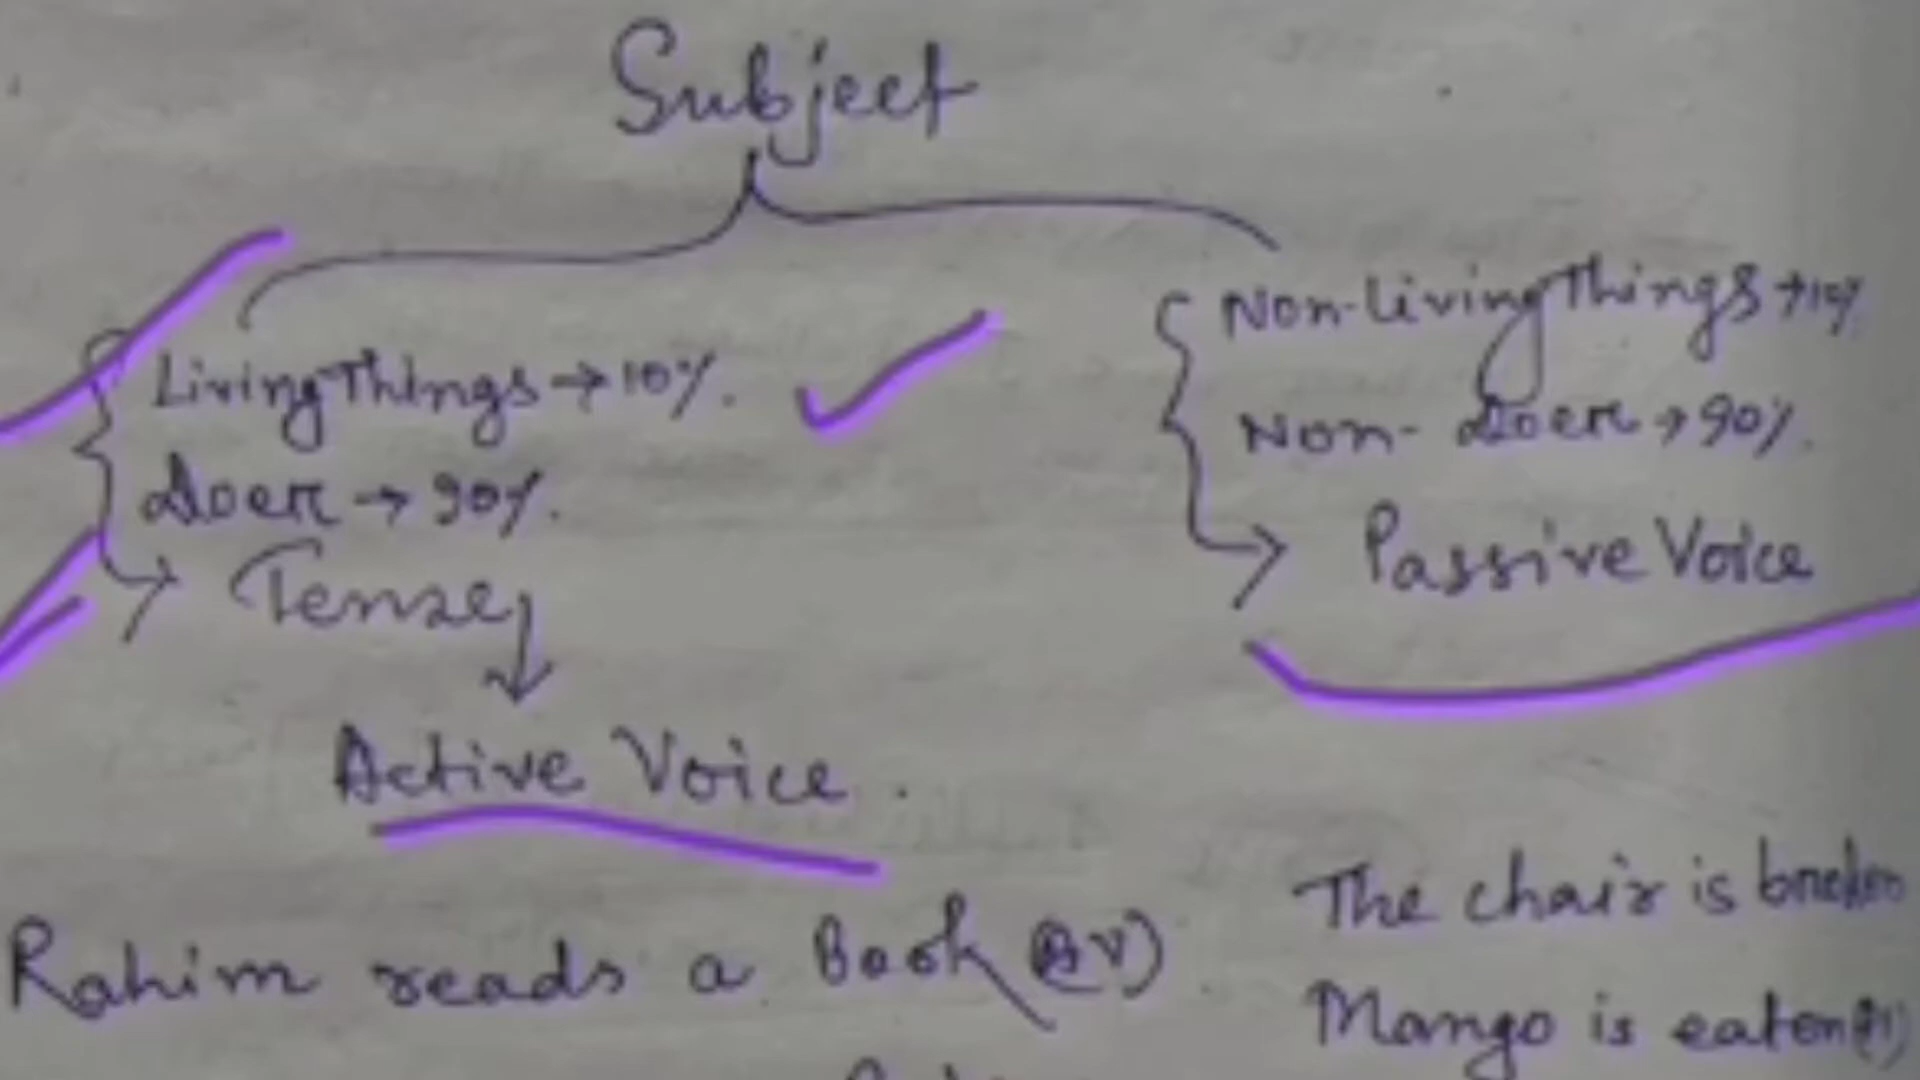 Subject
Living Things → 10%.
Doer → 90%.
Tense
Active Voice.
Rahim reads a Book (AV)
Non-Living Things → 10%
Non-Doer → 90%.
Passive Voice
The chair is broken
Mango is eaten